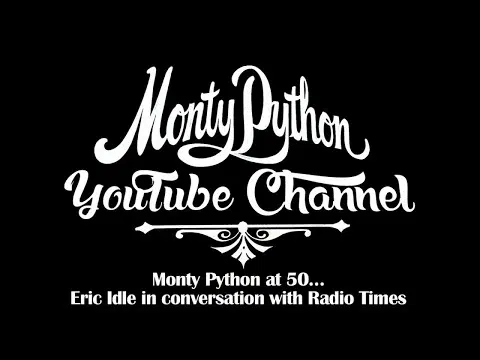 Monty Python
YouTube Channel
Monty Python at 50...
Eric Idle in conversation with Radio Times